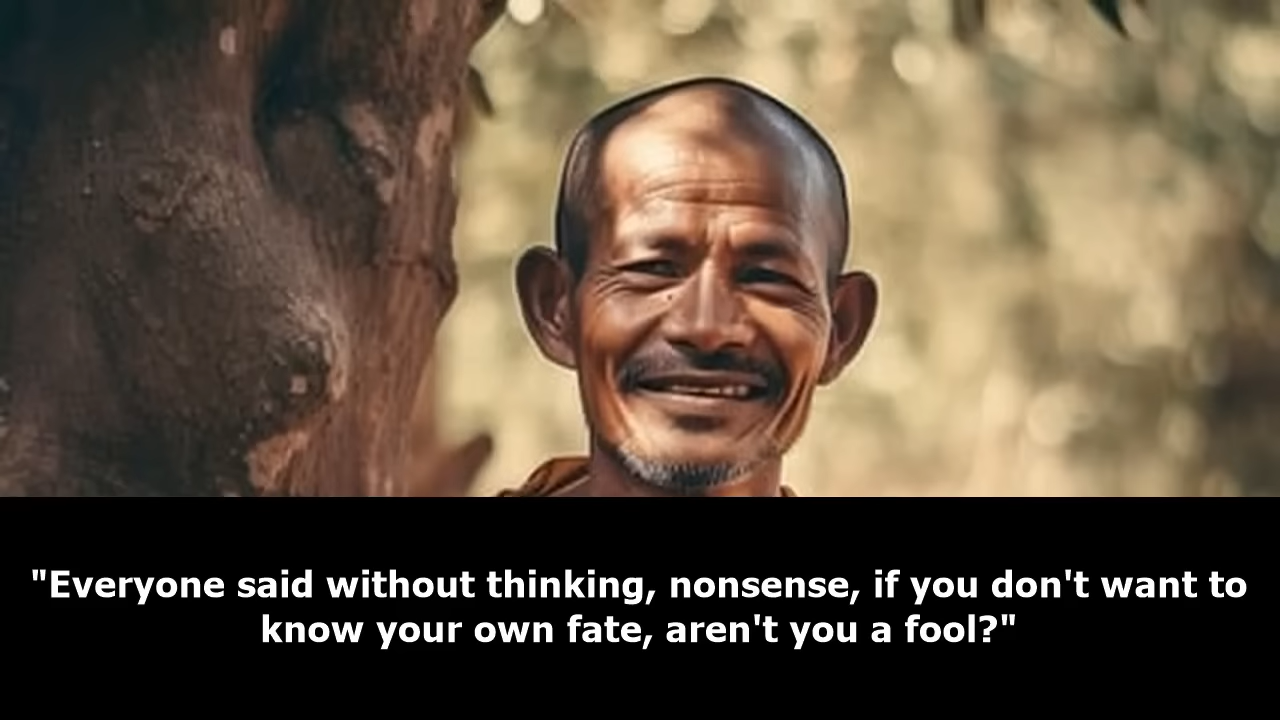 "Everyone said without thinking, nonsense, if you don't want to
know your own fate, aren't you a fool?"